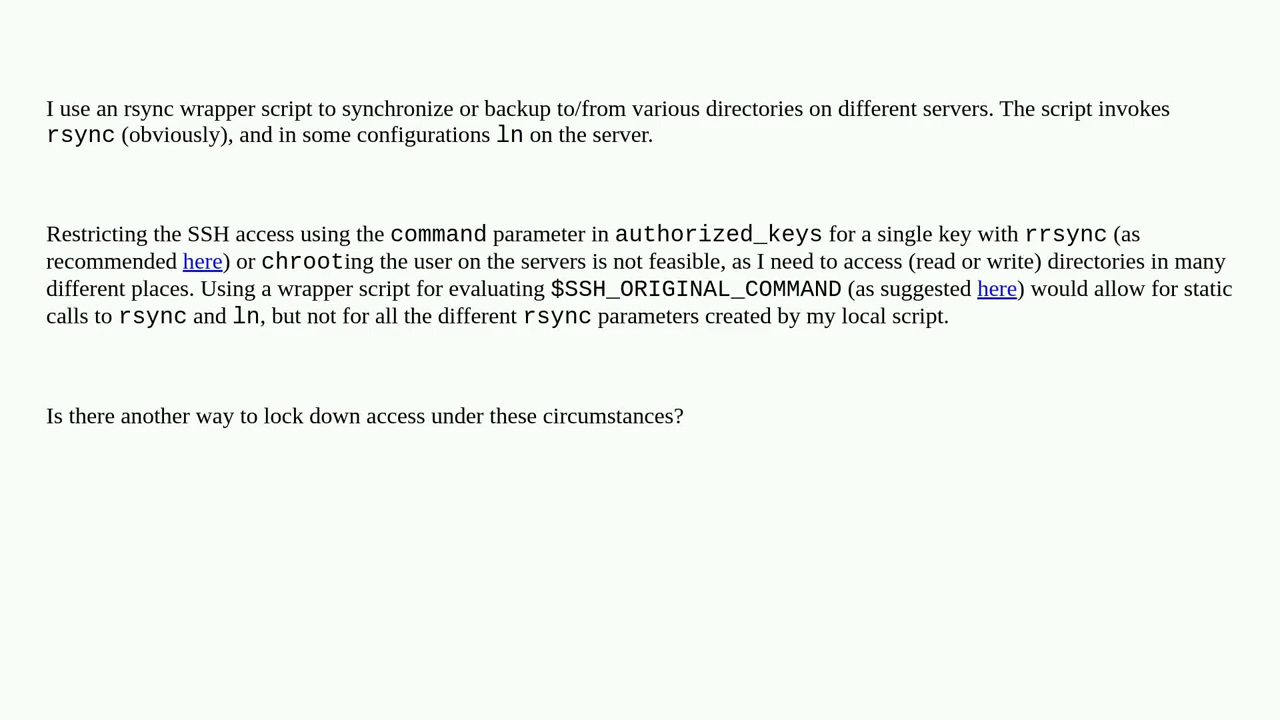 I use an rsync wrapper script to synchronize or backup to/from various directories on different servers. The script invokes
rsync (obviously), and in some configurations ln on the server.
Restricting the SSH access using the command parameter in authorized_keys for a single key with rrsync (as
recommended here) or chrooting the user on the servers is not feasible, as I need to access (read or write) directories in many
different places. Using a wrapper script for evaluating $SSH_ORIGINAL_COMMAND (as suggested here) would allow for static
calls to rsync and ln, but not for all the different rsync parameters created by my local script.
Is there another way to lock down access under these circumstances?